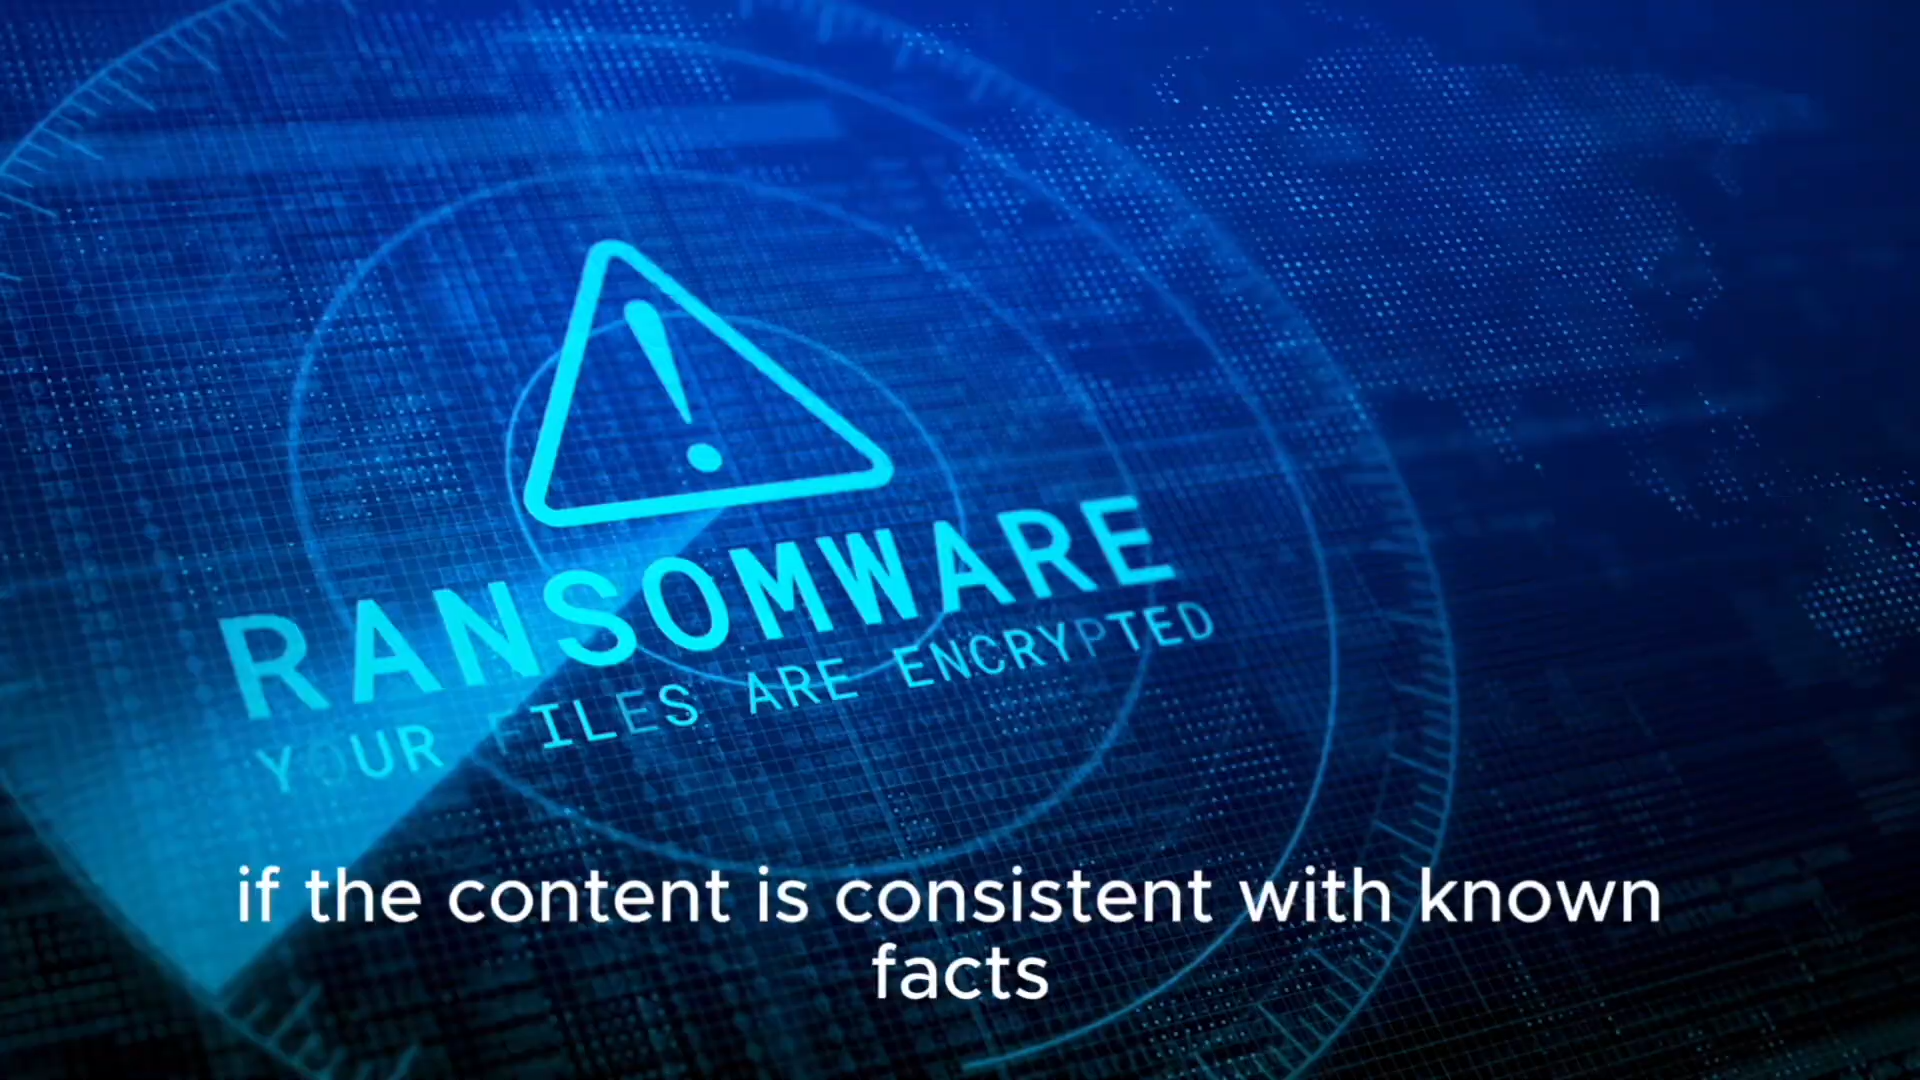 RANSOMWARE
YOUR FILES ARE ENCRYPTED
if the content is consistent with known
facts